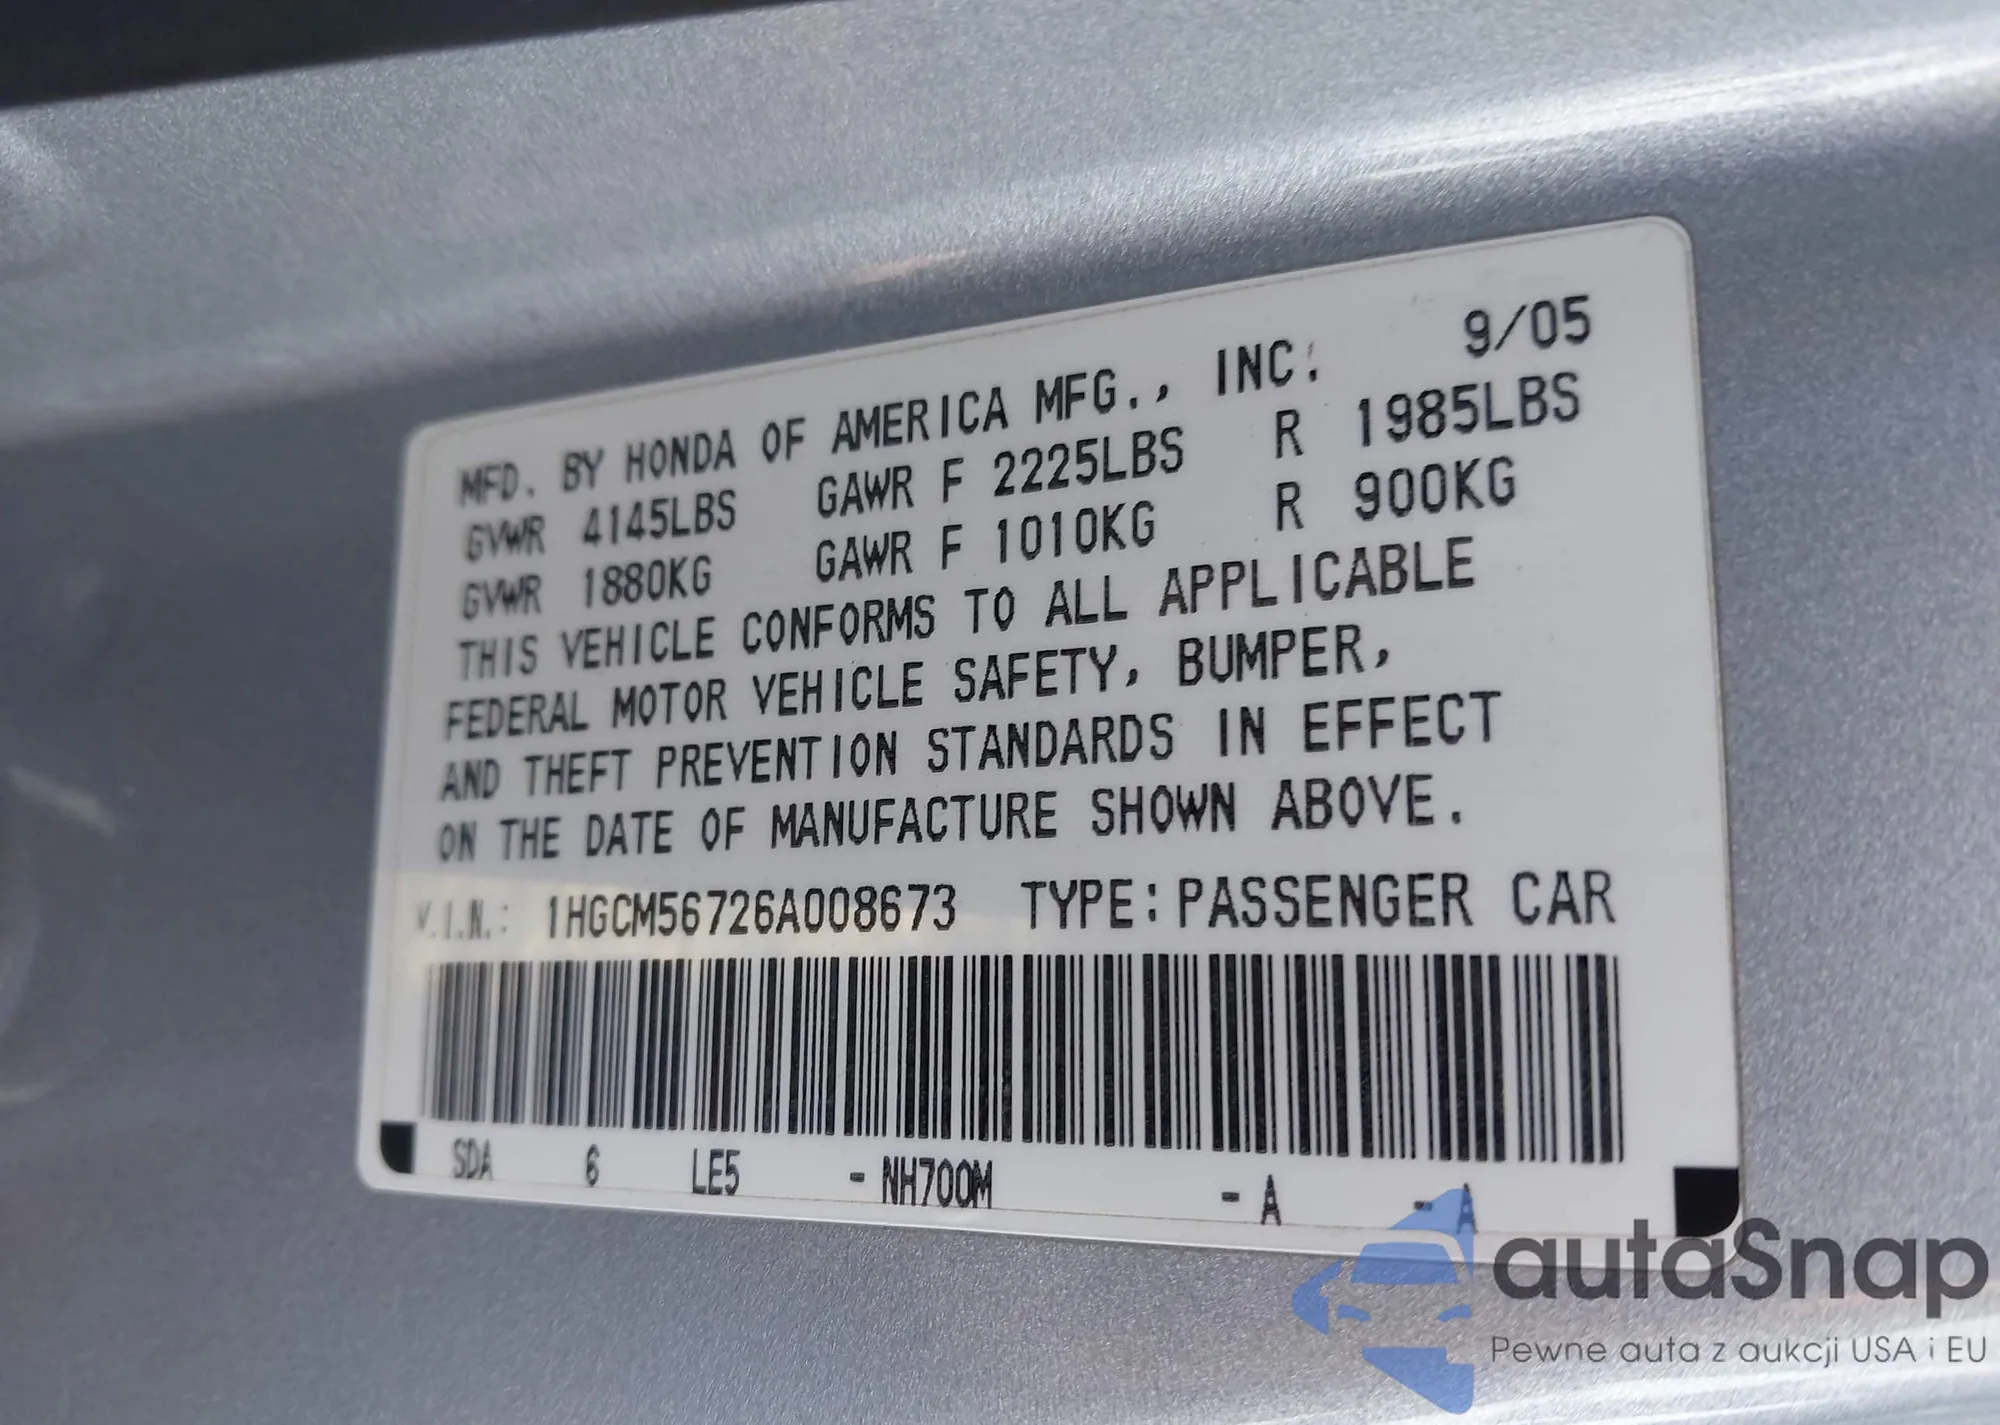 MFD. BY HONDA OF AMERICA MFG., INC. 9/05
GVWR 4145LBS GAWR F 2225LBS R 1985LBS
GVWR 1880KG GAWR F 1010KG R 900KG
THIS VEHICLE CONFORMS TO ALL APPLICABLE
FEDERAL MOTOR VEHICLE SAFETY, BUMPER,
AND THEFT PREVENTION STANDARDS IN EFFECT
ON THE DATE OF MANUFACTURE SHOWN ABOVE.
V.I.N.: 1HGCM56726A008673 TYPE: PASSENGER CAR
SDA 6 LE5 - NH700M - A - A
autaSnap
Pewne auta z aukcji USA i EU